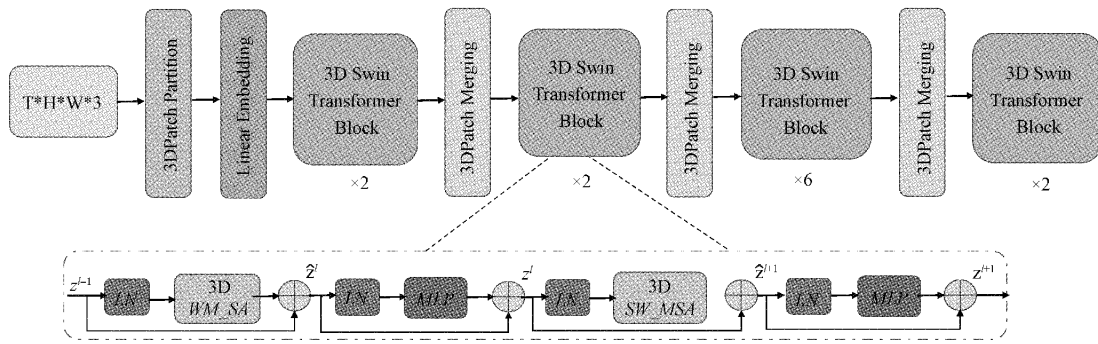 T*H*W*3
3DPatch Partition
Linear Embedding
3D Swin
Transformer
Block
×2
3DPatch Merging
3D Swin
Transformer
Block
×2
3DPatch Merging
3D Swin
Transformer
Block
×6
3DPatch Merging
3D Swin
Transformer
Block
×2
z^{l-1}
LN
3D
WM_SA
ẑ^l
LN
MLP
z^l
LN
3D
SW_MSA
ẑ^{l+1}
LN
MLP
z^{l+1}